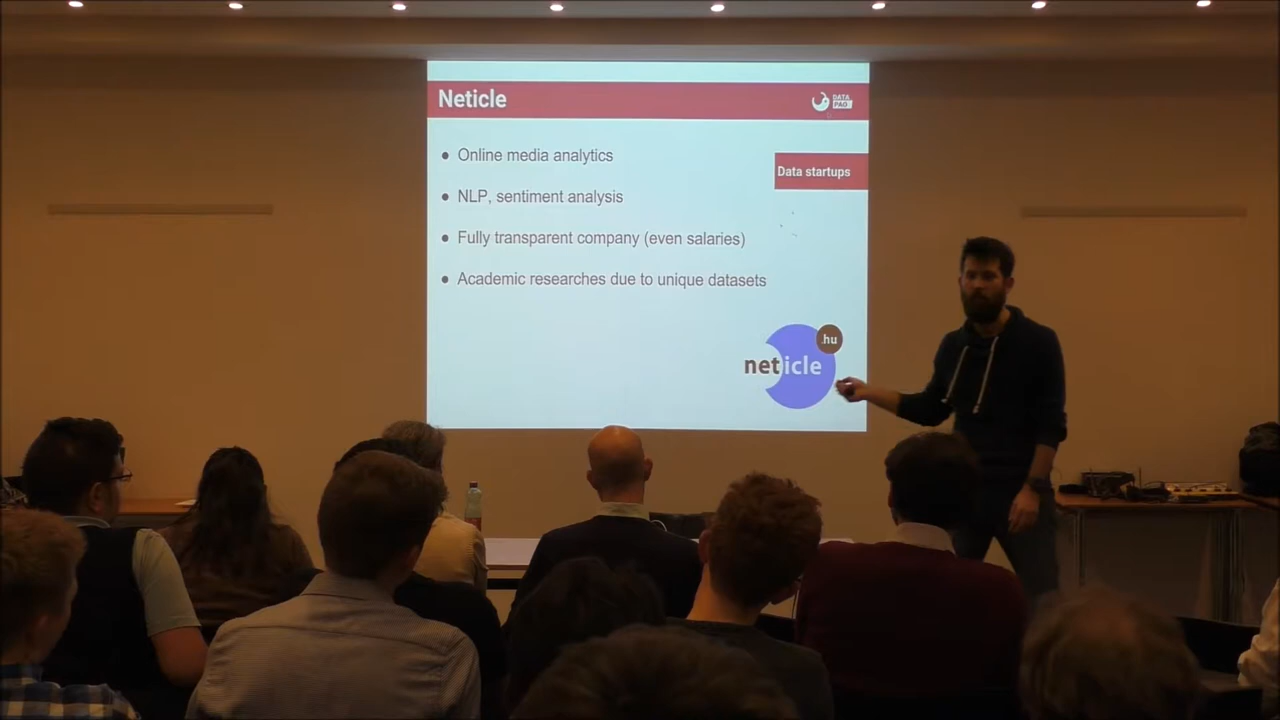 Neticle
DATA
PAO
Data startups
● Online media analytics
● NLP, sentiment analysis
● Fully transparent company (even salaries)
● Academic researches due to unique datasets
.hu
neticle